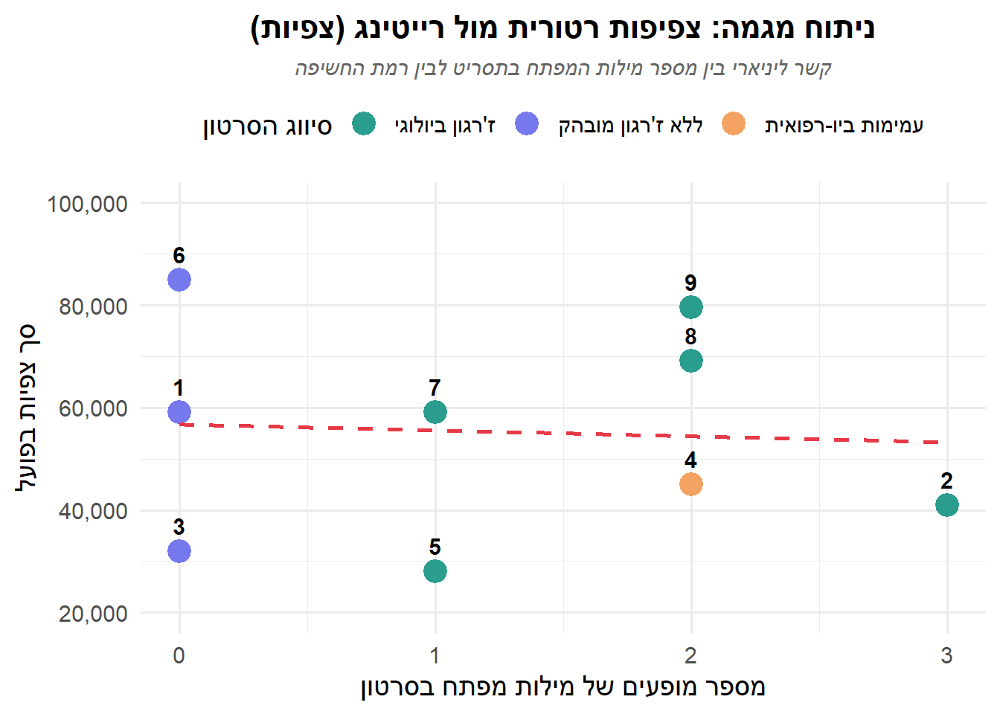 ניתוח מגמה: צפיפות רטורית מול רייטינג (צפיות)
קשר ליניארי בין מספר מילות המפתח בתסריט לבין רמת החשיפה
סיווג הסרטון
ז'רגון ביולוגי
ללא ז'רגון מובהק
עמימות ביו-רפואית
סך צפיות בפועל
100,000
80,000
60,000
40,000
20,000
6
9
8
1
7
4
2
3
5
0 1 2 3
מספר מופעים של מילות מפתח בסרטון